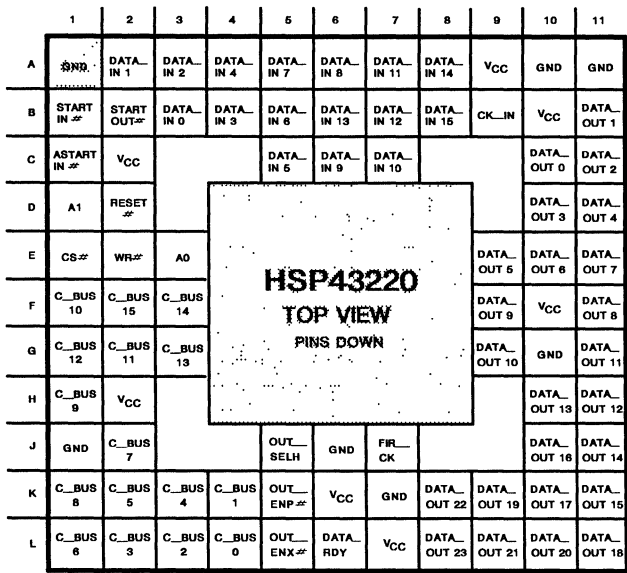 1 2 3 4 5 6 7 8 9 10 11
A GND DATA_ IN 1 DATA_ IN 2 DATA_ IN 4 DATA_ IN 7 DATA_ IN 8 DATA_ IN 11 DATA_ IN 14 VCC GND GND
B START IN # START OUT# DATA_ IN 0 DATA_ IN 3 DATA_ IN 6 DATA_ IN 13 DATA_ IN 12 DATA_ IN 15 CK_IN VCC DATA_ OUT 1
C ASTART IN # VCC DATA_ IN 5 DATA_ IN 9 DATA_ IN 10 DATA_ OUT 0 DATA_ OUT 2
D A1 RESET # DATA_ OUT 3 DATA_ OUT 4
E CS# WR# A0 DATA_ OUT 5 DATA_ OUT 6 DATA_ OUT 7
HSP43220
F C_BUS 10 C_BUS 15 C_BUS 14 DATA_ OUT 9 VCC DATA_ OUT 8
TOP VIEW
PINS DOWN
G C_BUS 12 C_BUS 11 C_BUS 13 DATA_ OUT 10 GND DATA_ OUT 11
H C_BUS 9 VCC DATA_ OUT 13 DATA_ OUT 12
J GND C_BUS 7 OUT_ SELH GND FIR_ CK DATA_ OUT 16 DATA_ OUT 14
K C_BUS 8 C_BUS 5 C_BUS 4 C_BUS 1 OUT_ ENP# VCC GND DATA_ OUT 22 DATA_ OUT 19 DATA_ OUT 17 DATA_ OUT 15
L C_BUS 6 C_BUS 3 C_BUS 2 C_BUS 0 OUT_ ENX# DATA_ RDY VCC DATA_ OUT 23 DATA_ OUT 21 DATA_ OUT 20 DATA_ OUT 18